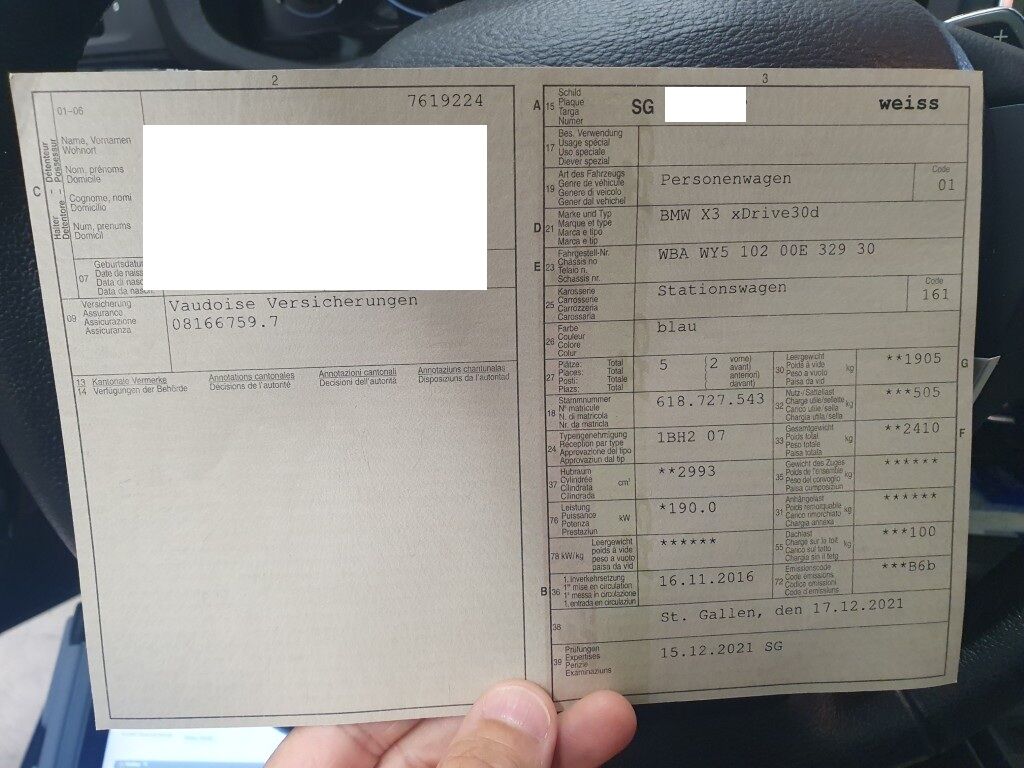 2
01-06
7619224
C
Halter - Détenteur
Detentore - Possessur
Name, Vornamen
Wohnort
Nom, prénoms
Domicile
Cognome, nomi
Domicilio
Num, prenums
Domicil
07
Geburtsdatum
Date de naiss
Data di nasc
Data da nasch
09
Versicherung
Assurance
Assicurazione
Assicuranza
Vaudoise Versicherungen
08166759.7
13
14
Kantonale Vermerke
Verfügungen der Behörde
Annotations cantonales
Décisions de l'autorité
Annotazioni cantonali
Decisioni dell'autorità
Annotaziuns chantunalas
Disposiziuns da l'autoritad
3
A
15
Schild
Plaque
Targa
Numer
SG
weiss
17
Bes. Verwendung
Usage spécial
Uso speciale
Diever spezial
19
Art des Fahrzeugs
Genre de véhicule
Genere di veicolo
Gener dal vehichel
Personenwagen
Code
01
D
21
Marke und Typ
Marque et type
Marca e tipo
Marca e tip
BMW X3 xDrive30d
E
23
Fahrgestell-Nr.
Châssis no
Telaio n.
Schassis nr.
WBA WY5 102 00E 329 30
25
Karosserie
Carrosserie
Carrozzeria
Carossaria
Stationswagen
Code
161
26
Farbe
Couleur
Colore
Colur
blau
27
Plätze: Total
Places: Total
Posti: Totale
Plazs: Total
5
(2
vorne)
avant)
anteriori)
davant)
30
Leergewicht
Poids à vide
Peso a vuoto
Paisa da vid
kg
**1905
G
18
Stammnummer
N° matricule
N. di matricola
Nr. da matricla
618.727.543
32
Nutz-/Sattellast
Charge utile/sellette
Carico utile/sella
Chargia utila/sella
kg
***505
24
Typengenehmigung
Réception par type
Approvazione del tipo
Approvaziun dal tip
1BH2 07
33
Gesamtgewicht
Poids total
Peso totale
Paisa totala
kg
**2410
F
37
Hubraum
Cylindrée
Cilindrata
Cilindrada
cm³
**2993
35
Gewicht des Zuges
Poids de l'ensemble
Peso del convoglio
Paisa cumposiziun
kg
******
76
Leistung
Puissance
Potenza
Prestaziun
kW
*190.0
31
Anhängelast
Poids remorquable
Carico rimorchiato
Chargia annexa
kg
******
78 kW/kg
Leergewicht
poids à vide
peso a vuoto
paisa da vid
******
55
Dachlast
Charge sur le toit
Carico sul tetto
Chargia sin il tetg
kg
***100
B
36
1. Inverkehrsetzung
1re mise en circulation
1a messa in circolazione
1. entrada en circulaziun
16.11.2016
72
Emissionscode
Code émissions
Codice emissioni
Code d'emissiuns
***B6b
38
St. Gallen, den 17.12.2021
39
Prüfungen
Expertises
Perizie
Examinaziuns
15.12.2021 SG